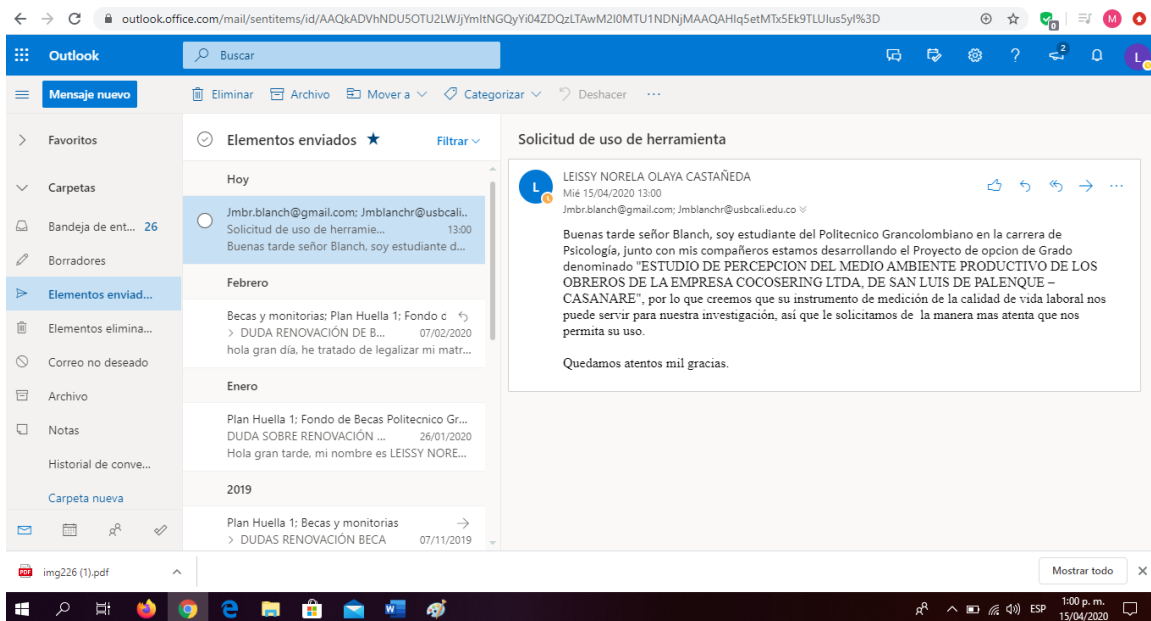 outlook.office.com/mail/sentitems/id/AAQkADVhNDU5OTU2LWJjYmItNGQyYi04ZDQzLTAwM2I0MTU1NDNjMAAQAHIq5etMTx5Ek9TLUIus5yI%3D
M
Outlook
Buscar
2
L
Mensaje nuevo
Eliminar
Archivo
Mover a
Categorizar
Deshacer
Favoritos
Carpetas
Bandeja de ent... 26
Borradores
Elementos enviad...
Elementos elimina...
Correo no deseado
Archivo
Notas
Historial de conve...
Carpeta nueva
Elementos enviados
Filtrar
Hoy
Jmbr.blanch@gmail.com; Jmblanchr@usbcali..
Solicitud de uso de herramie... 13:00
Buenas tarde señor Blanch, soy estudiante d...
Febrero
Becas y monitorias; Plan Huella 1; Fondo d
> DUDA RENOVACIÓN DE B... 07/02/2020
hola gran día, he tratado de legalizar mi matr...
Enero
Plan Huella 1; Fondo de Becas Politecnico Gr...
DUDA SOBRE RENOVACIÓN ... 26/01/2020
Hola gran tarde, mi nombre es LEISSY NORE...
2019
Plan Huella 1; Becas y monitorias
> DUDAS RENOVACIÓN BECA 07/11/2019
Solicitud de uso de herramienta
L
LEISSY NORELA OLAYA CASTAÑEDA
Mié 15/04/2020 13:00
Jmbr.blanch@gmail.com; Jmblanchr@usbcali.edu.co
Buenas tarde señor Blanch, soy estudiante del Politecnico Grancolombiano en la carrera de
Psicología, junto con mis compañeros estamos desarrollando el Proyecto de opcion de Grado
denominado "ESTUDIO DE PERCEPCION DEL MEDIO AMBIENTE PRODUCTIVO DE LOS
OBREROS DE LA EMPRESA COCOSERING LTDA, DE SAN LUIS DE PALENQUE –
CASANARE", por lo que creemos que su instrumento de medición de la calidad de vida laboral nos
puede servir para nuestra investigación, así que le solicitamos de la manera mas atenta que nos
permita su uso.
Quedamos atentos mil gracias.
PDF
img226 (1).pdf
Mostrar todo
ESP
1:00 p. m.
15/04/2020